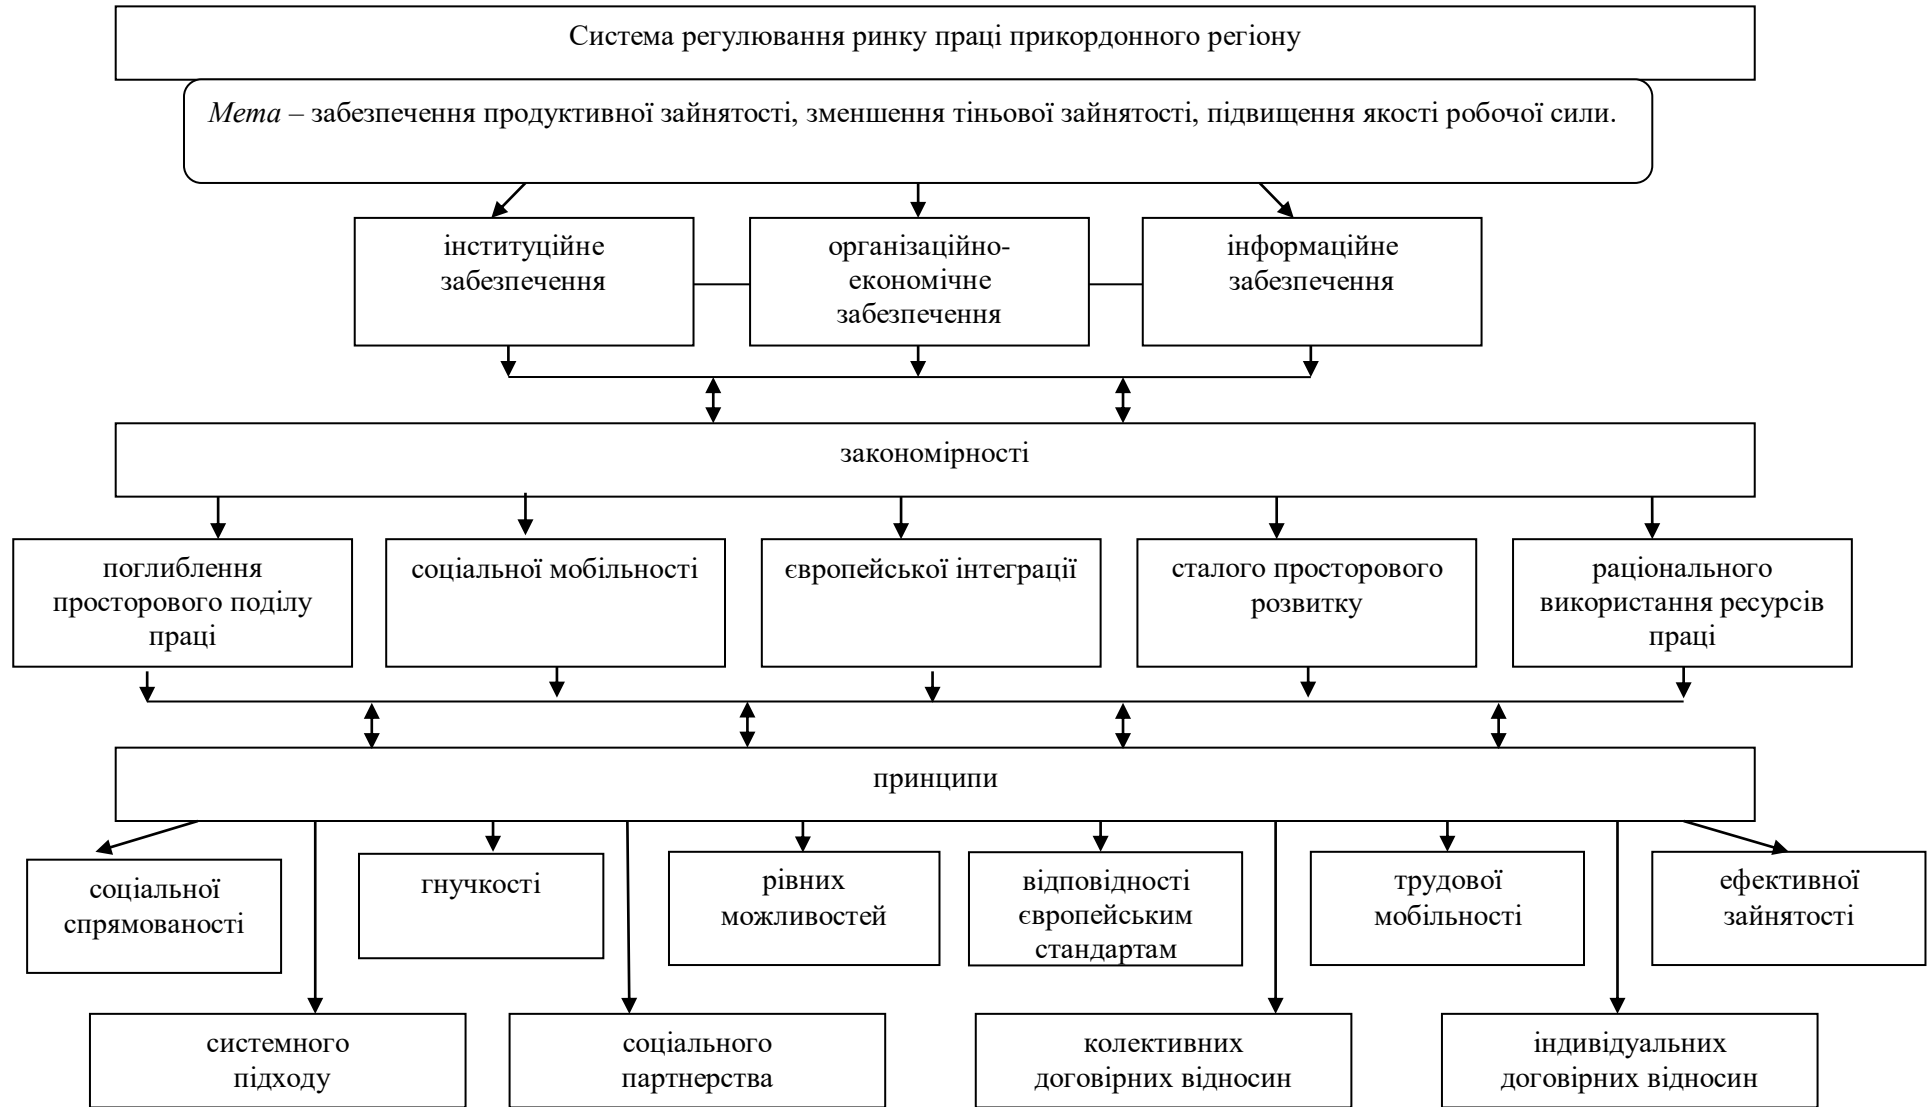 Система регулювання ринку праці прикордонного регіону
Мета – забезпечення продуктивної зайнятості, зменшення тіньової зайнятості, підвищення якості робочої сили.
інституційне
забезпечення
організаційно-
економічне
забезпечення
інформаційне
забезпечення
закономірності
поглиблення
просторового поділу
праці
соціальної мобільності
європейської інтеграції
сталого просторового
розвитку
раціонального
використання ресурсів
праці
принципи
соціальної
спрямованості
гнучкості
рівних
можливостей
відповідності
європейським
стандартам
трудової
мобільності
ефективної
зайнятості
системного
підходу
соціального
партнерства
колективних
договірних відносин
індивідуальних
договірних відносин